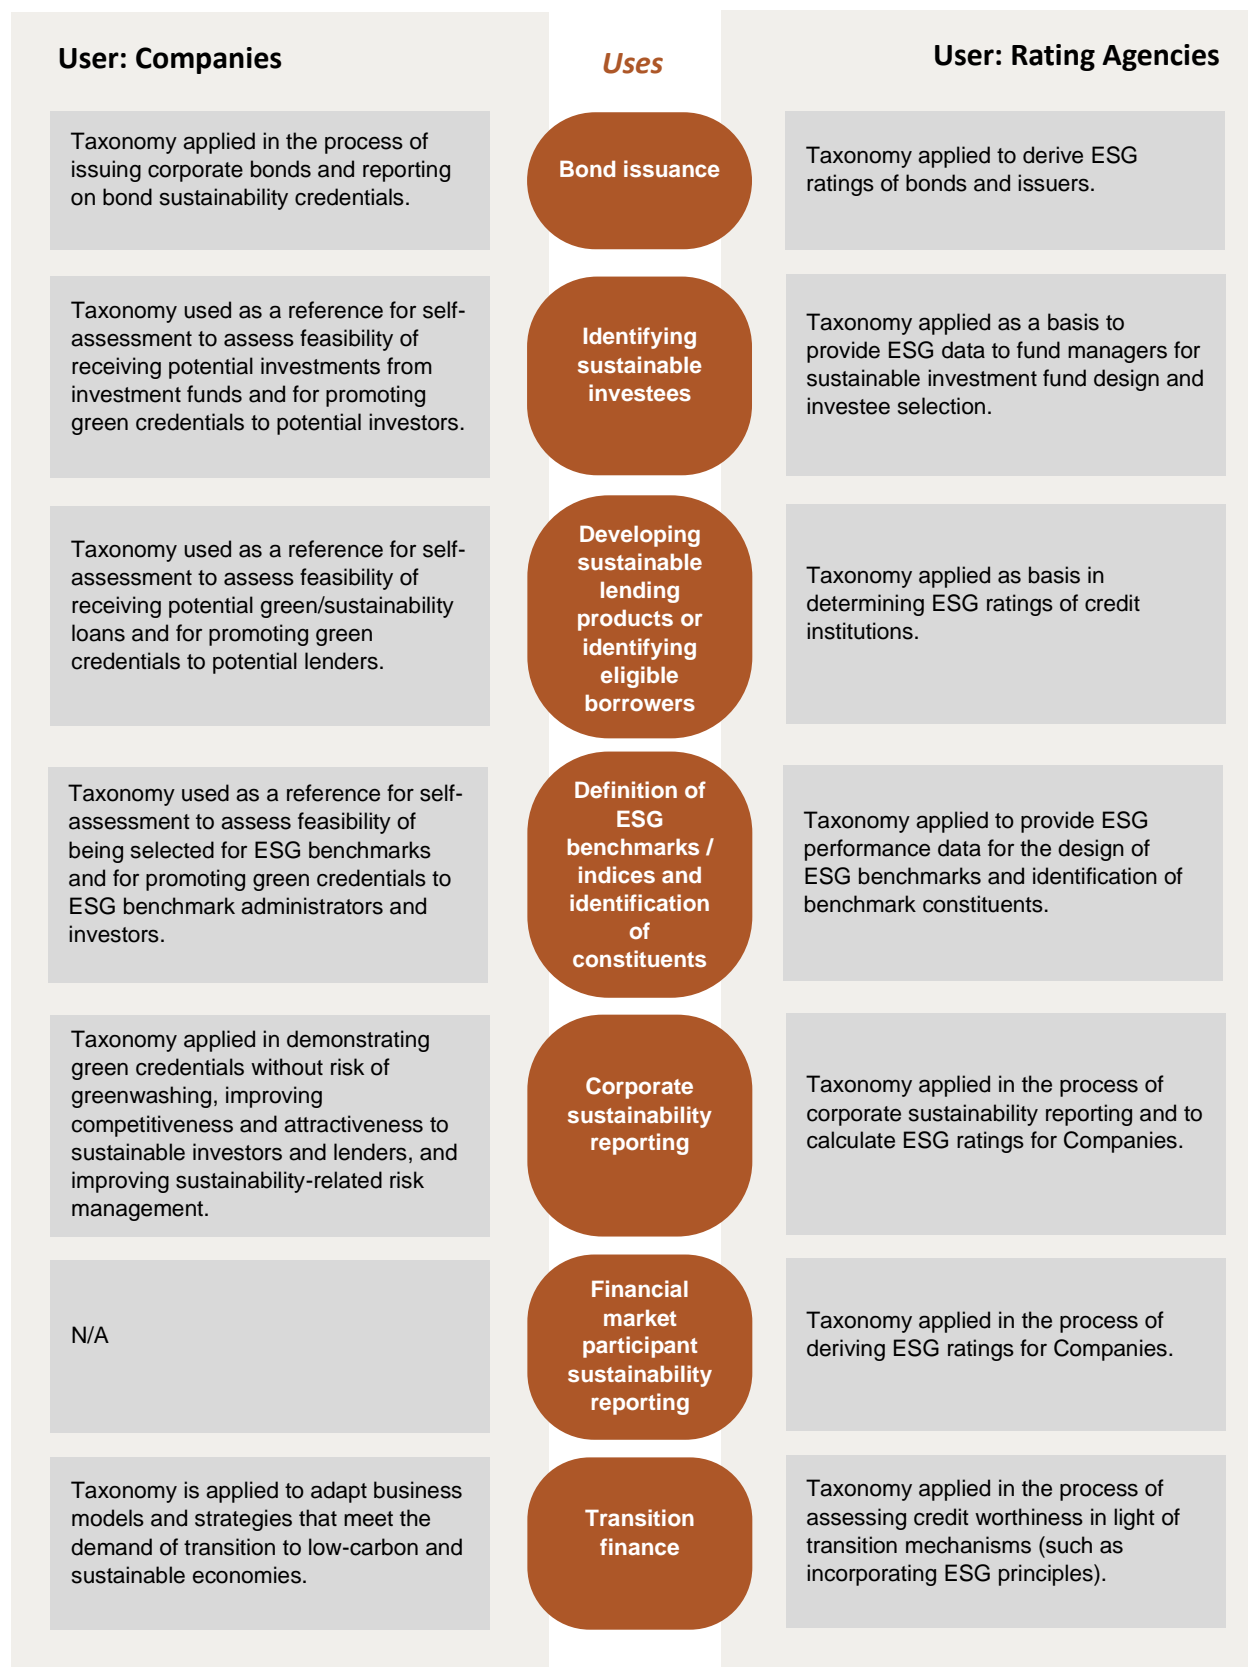 User: Companies
Uses
User: Rating Agencies
Taxonomy applied in the process of
issuing corporate bonds and reporting
on bond sustainability credentials.
Bond issuance
Taxonomy applied to derive ESG
ratings of bonds and issuers.
Taxonomy used as a reference for self-
assessment to assess feasibility of
receiving potential investments from
investment funds and for promoting
green credentials to potential investors.
Identifying
sustainable
investees
Taxonomy applied as a basis to
provide ESG data to fund managers for
sustainable investment fund design and
investee selection.
Taxonomy used as a reference for self-
assessment to assess feasibility of
receiving potential green/sustainability
loans and for promoting green
credentials to potential lenders.
Developing
sustainable
lending
products or
identifying
eligible
borrowers
Taxonomy applied as basis in
determining ESG ratings of credit
institutions.
Taxonomy used as a reference for self-
assessment to assess feasibility of
being selected for ESG benchmarks
and for promoting green credentials to
ESG benchmark administrators and
investors.
Definition of
ESG
benchmarks /
indices and
identification
of
constituents
Taxonomy applied to provide ESG
performance data for the design of
ESG benchmarks and identification of
benchmark constituents.
Taxonomy applied in demonstrating
green credentials without risk of
greenwashing, improving
competitiveness and attractiveness to
sustainable investors and lenders, and
improving sustainability-related risk
management.
Corporate
sustainability
reporting
Taxonomy applied in the process of
corporate sustainability reporting and to
calculate ESG ratings for Companies.
N/A
Financial
market
participant
sustainability
reporting
Taxonomy applied in the process of
deriving ESG ratings for Companies.
Taxonomy is applied to adapt business
models and strategies that meet the
demand of transition to low-carbon and
sustainable economies.
Transition
finance
Taxonomy applied in the process of
assessing credit worthiness in light of
transition mechanisms (such as
incorporating ESG principles).